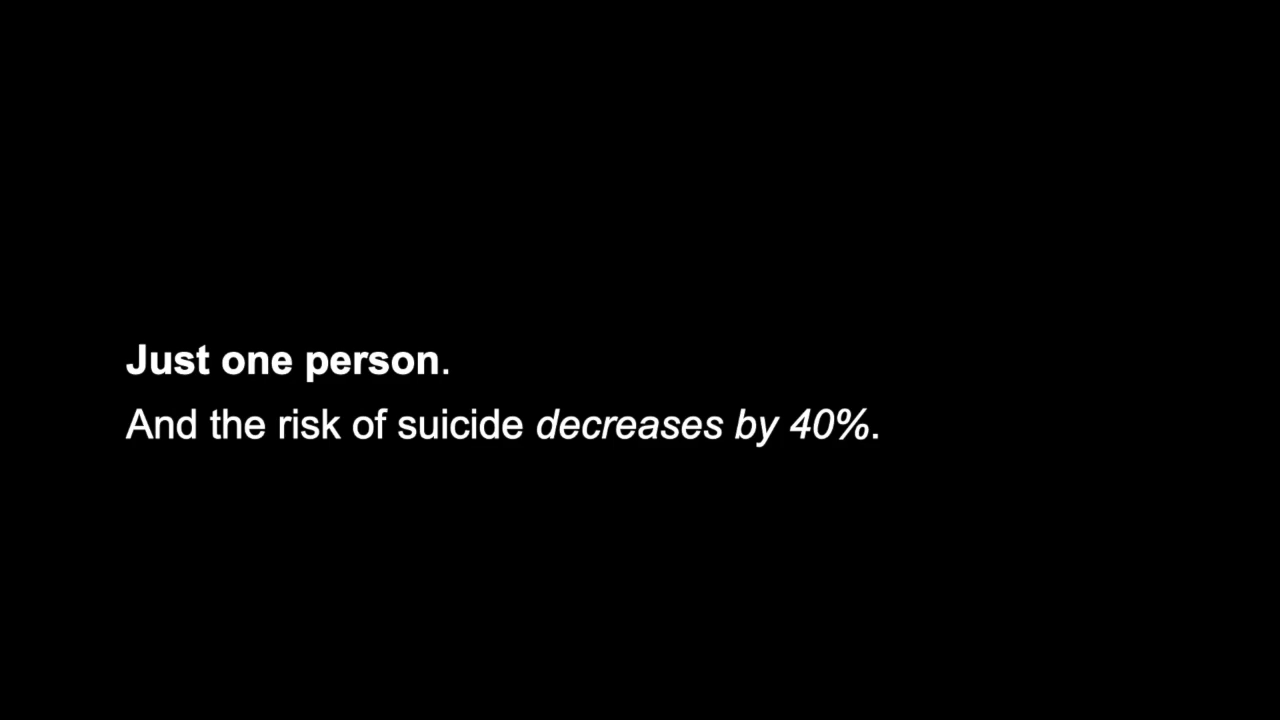 Just one person.
And the risk of suicide decreases by 40%.